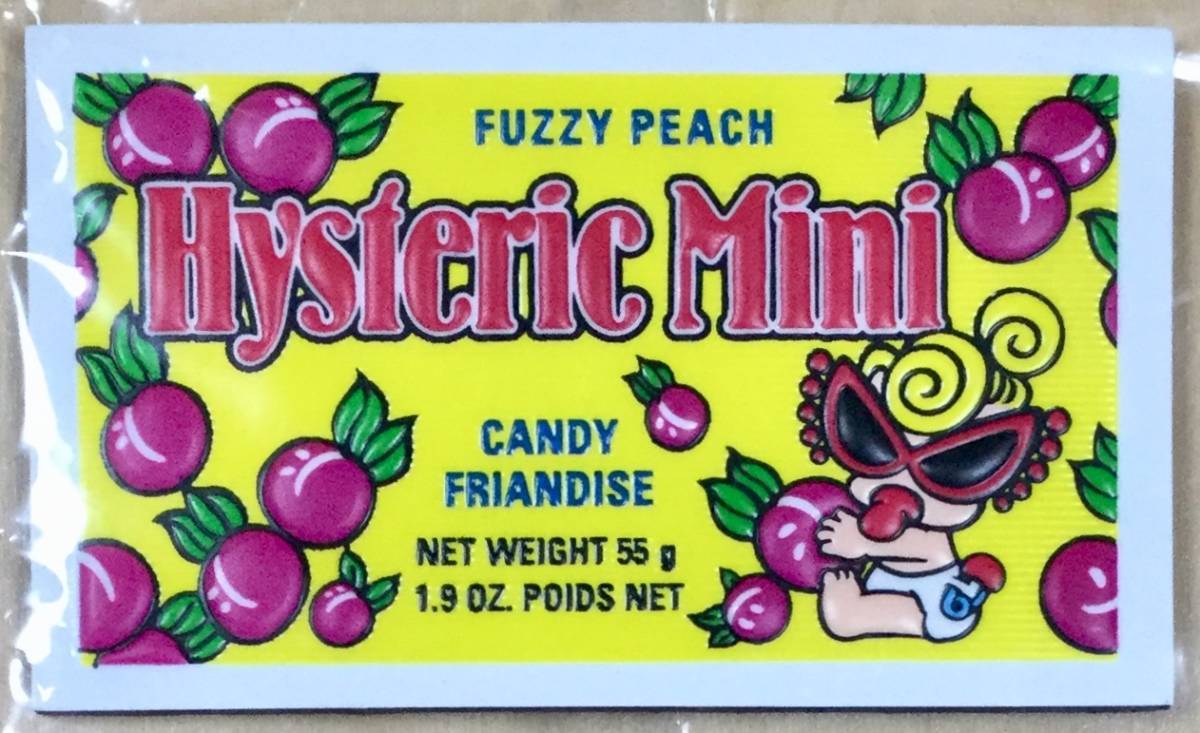 FUZZY PEACH
Hysteric Mini
CANDY
FRIANDISE
NET WEIGHT 55 g
1.9 OZ. POIDS NET